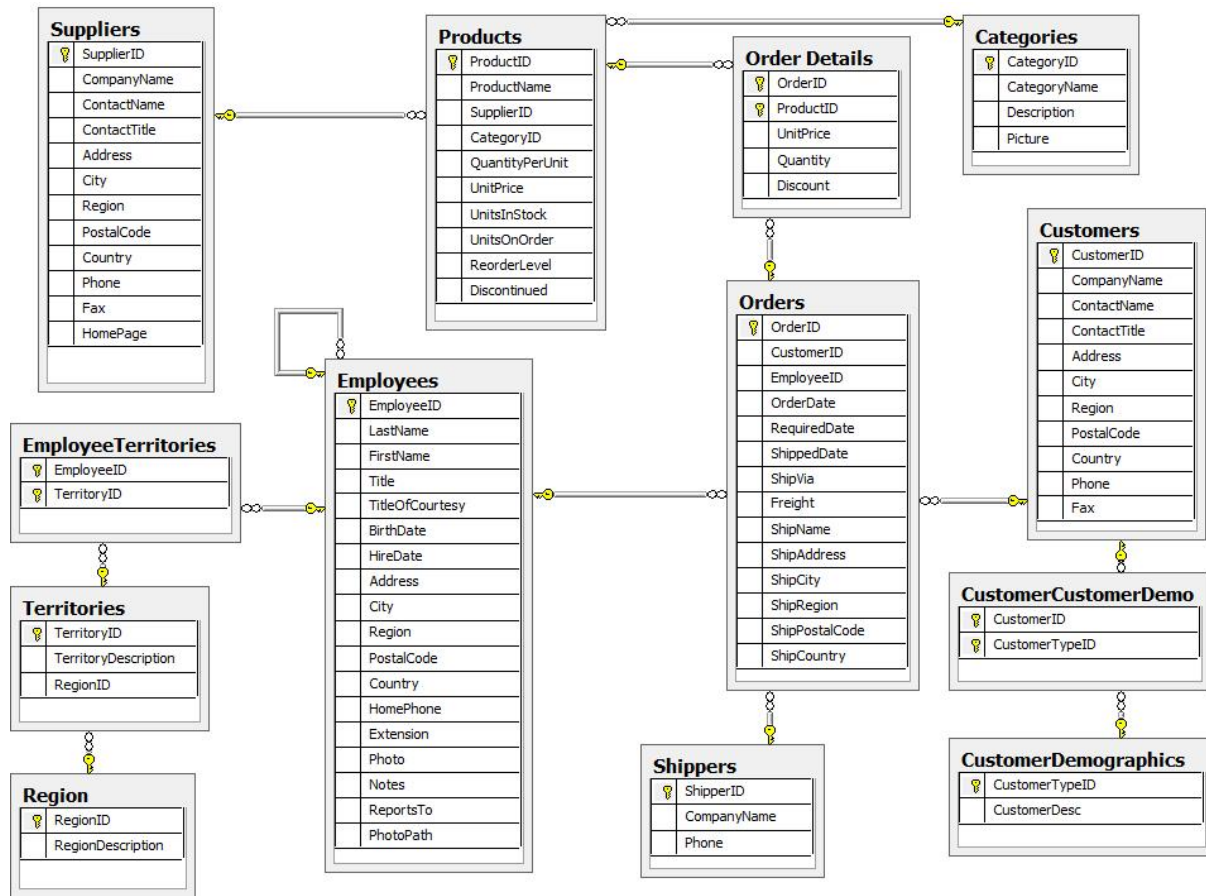 Suppliers
SupplierID
CompanyName
ContactName
ContactTitle
Address
City
Region
PostalCode
Country
Phone
Fax
HomePage
Products
ProductID
ProductName
SupplierID
CategoryID
QuantityPerUnit
UnitPrice
UnitsInStock
UnitsOnOrder
ReorderLevel
Discontinued
Order Details
OrderID
ProductID
UnitPrice
Quantity
Discount
Categories
CategoryID
CategoryName
Description
Picture
Customers
CustomerID
CompanyName
ContactName
ContactTitle
Address
City
Region
PostalCode
Country
Phone
Fax
Orders
OrderID
CustomerID
EmployeeID
OrderDate
RequiredDate
ShippedDate
ShipVia
Freight
ShipName
ShipAddress
ShipCity
ShipRegion
ShipPostalCode
ShipCountry
Employees
EmployeeID
LastName
FirstName
Title
TitleOfCourtesy
BirthDate
HireDate
Address
City
Region
PostalCode
Country
HomePhone
Extension
Photo
Notes
ReportsTo
PhotoPath
EmployeeTerritories
EmployeeID
TerritoryID
Territories
TerritoryID
TerritoryDescription
RegionID
Region
RegionID
RegionDescription
Shippers
ShipperID
CompanyName
Phone
CustomerCustomerDemo
CustomerID
CustomerTypeID
CustomerDemographics
CustomerTypeID
CustomerDesc